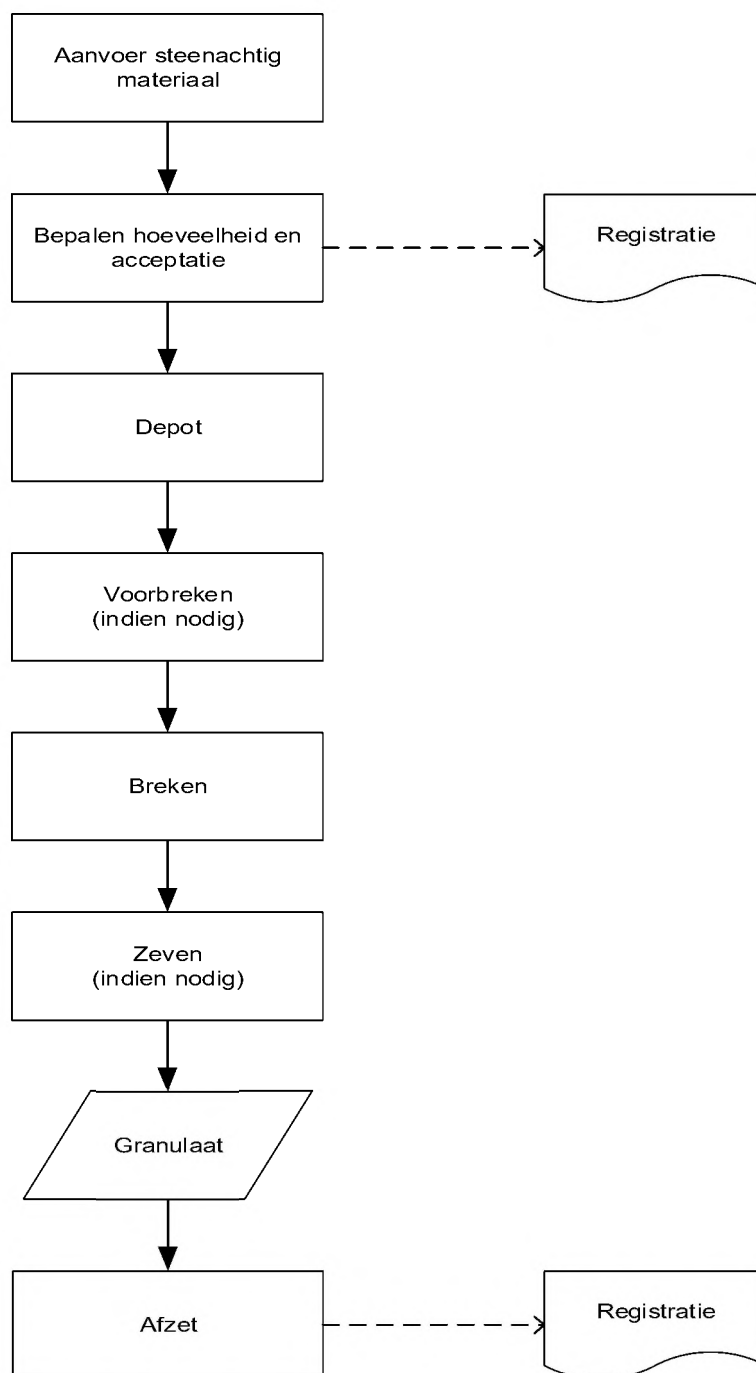 Aanvoer steenachtig
materiaal
Bepalen hoeveelheid en
acceptatie
Registratie
Depot
Voorbreken
(indien nodig)
Breken
Zeven
(indien nodig)
Granulaat
Afzet
Registratie